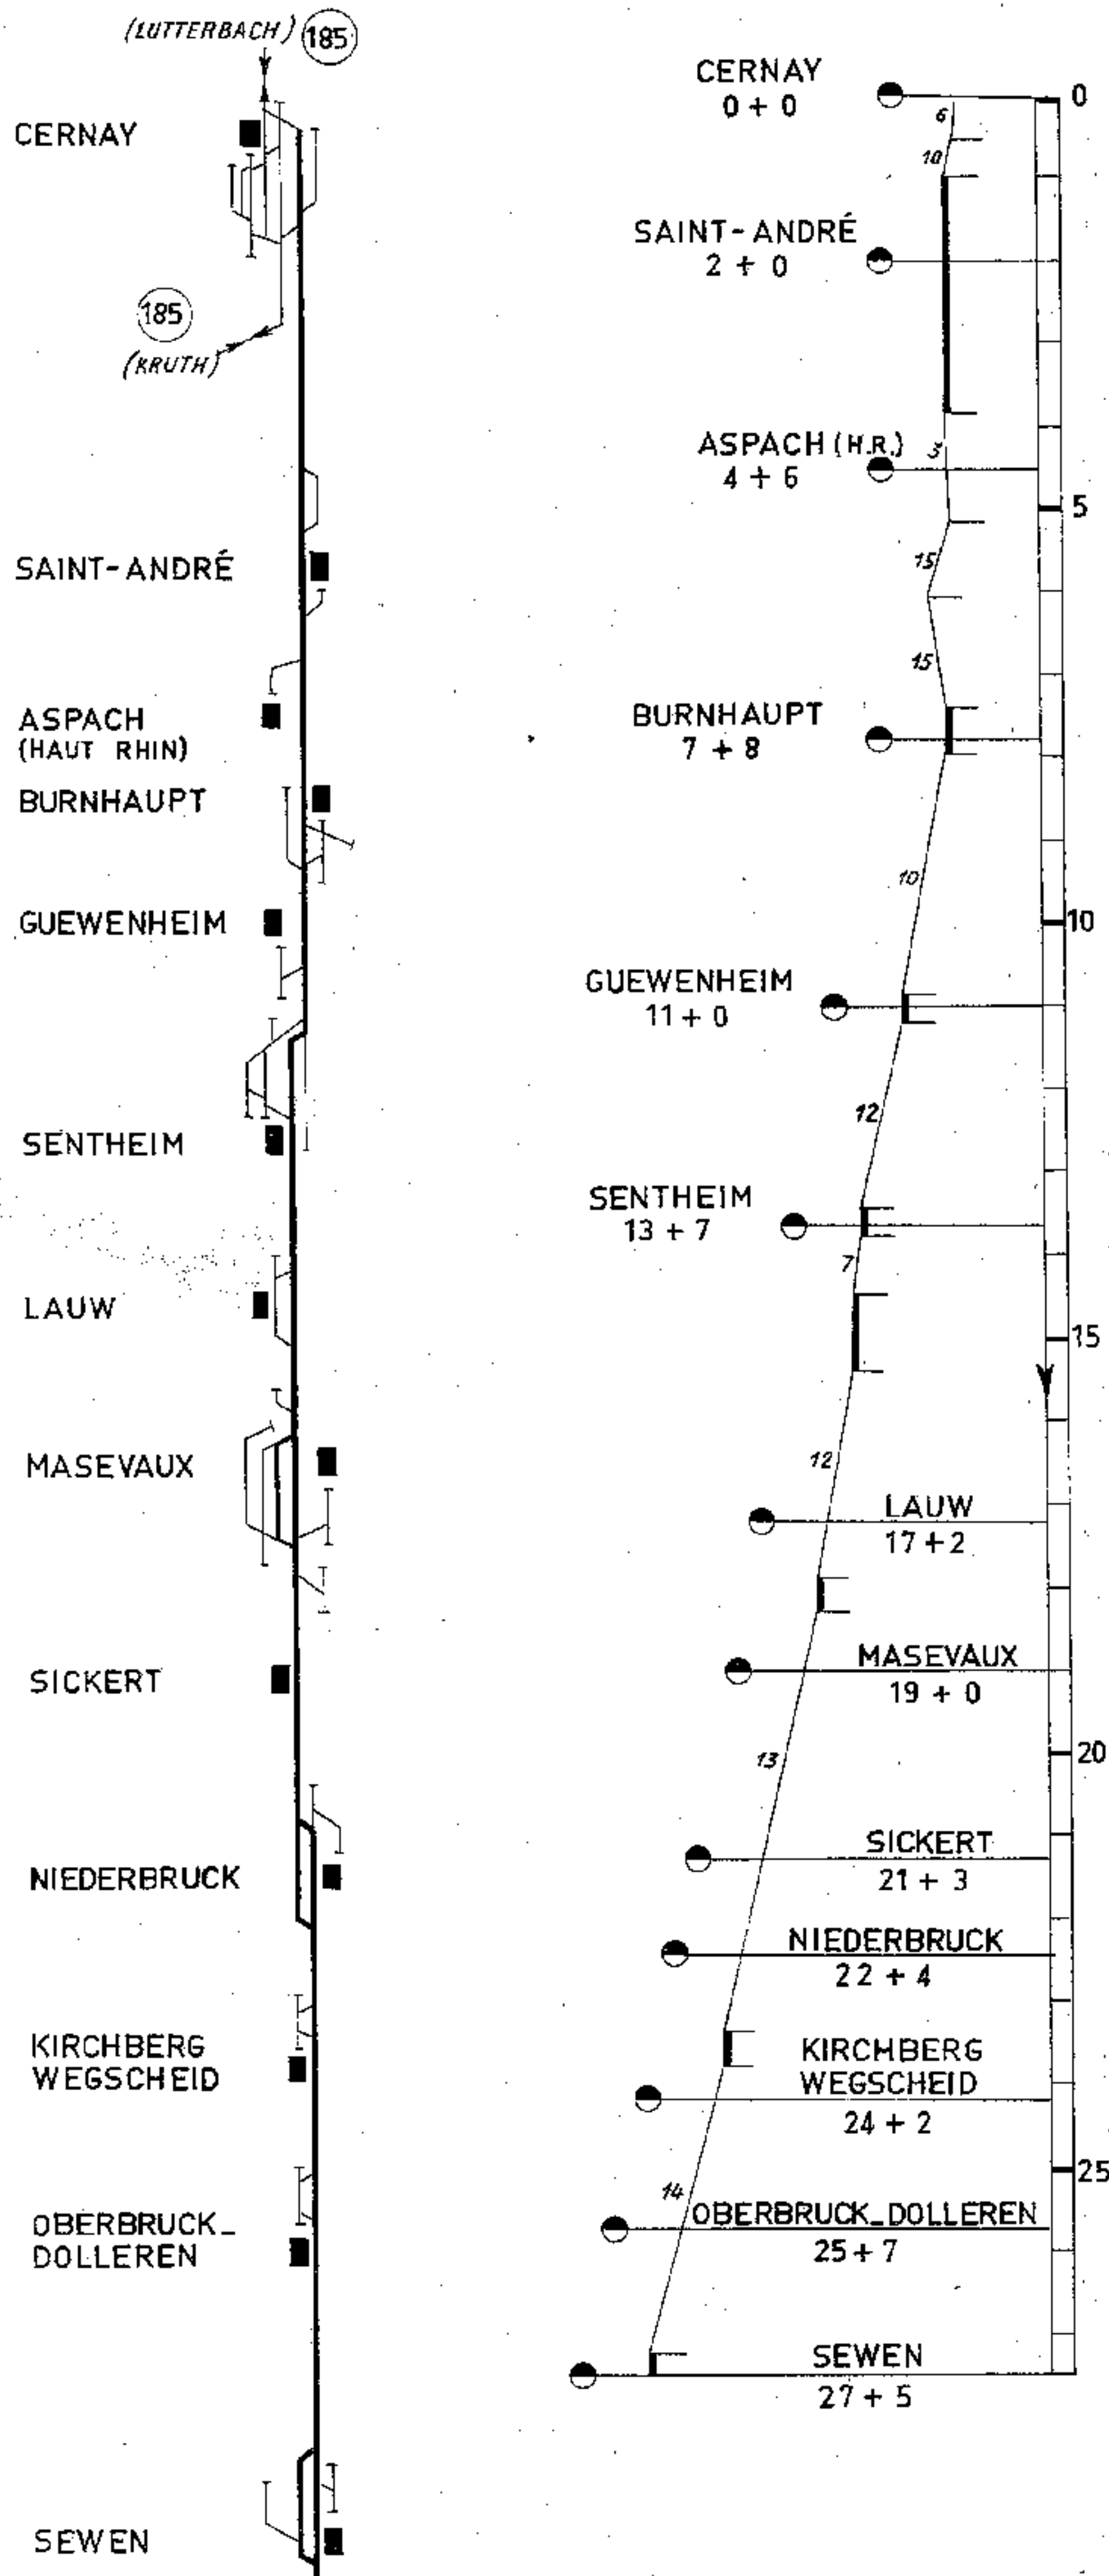 (LUTTERBACH) 185
CERNAY
185
(KRUTH)
SAINT-ANDRÉ
ASPACH
(HAUT RHIN)
BURNHAUPT
GUEWENHEIM
SENTHEIM
LAUW
MASEVAUX
SICKERT
NIEDERBRUCK
KIRCHBERG
WEGSCHEID
OBERBRUCK_
DOLLEREN
SEWEN
CERNAY
0 + 0
0
6
10
SAINT-ANDRÉ
2 + 0
ASPACH (H.R.)
4 + 6
3
5
15
15
BURNHAUPT
7 + 8
10
10
GUEWENHEIM
11 + 0
12
SENTHEIM
13 + 7
7
15
12
LAUW
17 + 2
MASEVAUX
19 + 0
20
13
SICKERT
21 + 3
NIEDERBRUCK
22 + 4
KIRCHBERG
WEGSCHEID
24 + 2
25
14
OBERBRUCK_DOLLEREN
25 + 7
SEWEN
27 + 5